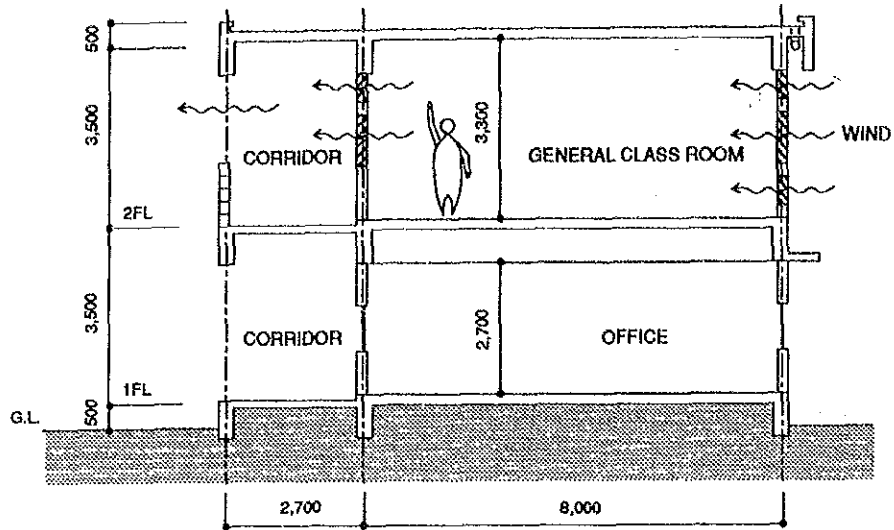 500
3,500
3,300
CORRIDOR
GENERAL CLASS ROOM
WIND
2FL
3,500
CORRIDOR
2,700
OFFICE
1FL
G.L.
500
2,700
8,000